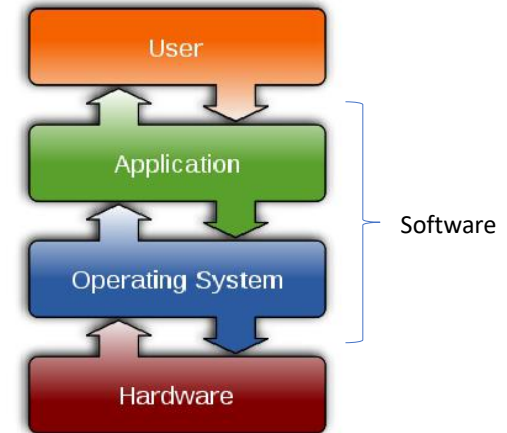 User
Application
Software
Operating System
Hardware